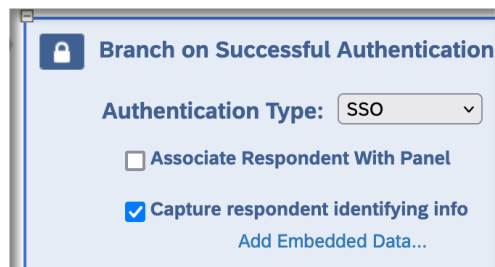 Branch on Successful Authentication
Authentication Type: SSO
Associate Respondent With Panel
Capture respondent identifying info
Add Embedded Data...